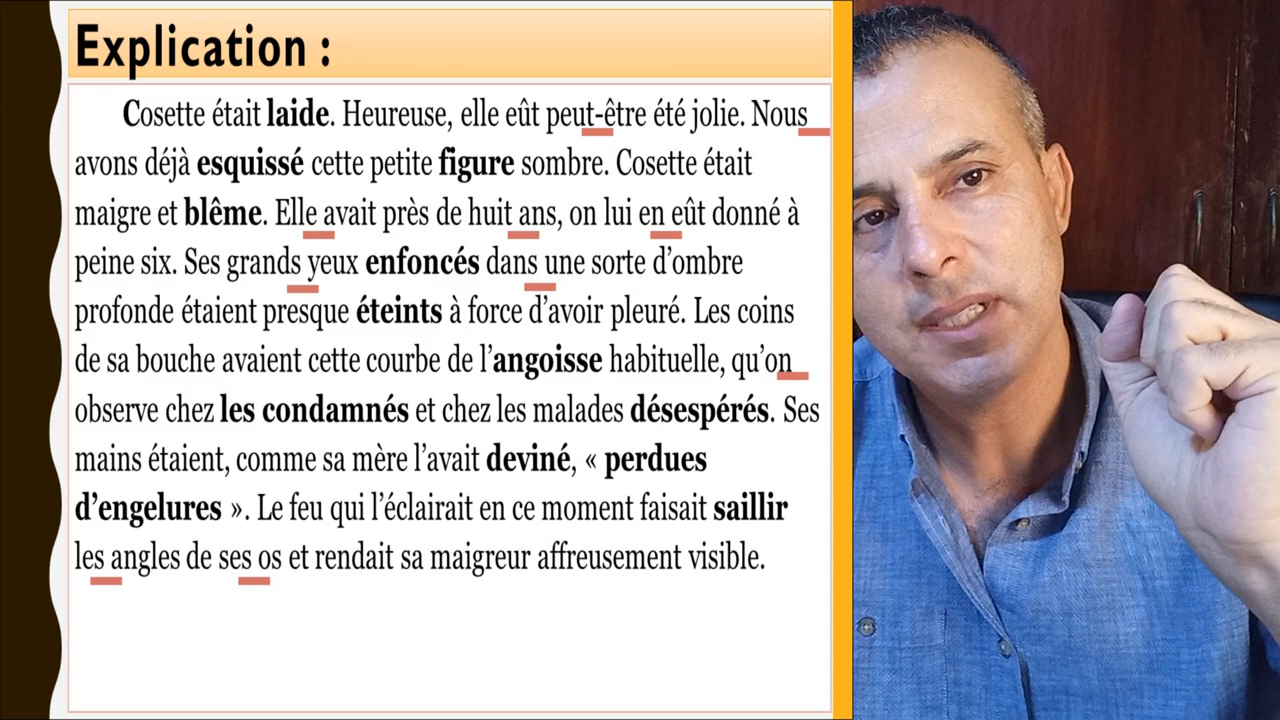 Explication :
Cosette était laide. Heureuse, elle eût peut-être été jolie. Nous
avons déjà esquissé cette petite figure sombre. Cosette était
maigre et blême. Elle avait près de huit ans, on lui en eût donné à
peine six. Ses grands yeux enfoncés dans une sorte d’ombre
profonde étaient presque éteints à force d’avoir pleuré. Les coins
de sa bouche avaient cette courbe de l’angoisse habituelle, qu’on
observe chez les condamnés et chez les malades désespérés. Ses
mains étaient, comme sa mère l’avait deviné, « perdues
d’engelures ». Le feu qui l’éclairait en ce moment faisait saillir
les angles de ses os et rendait sa maigreur affreusement visible.